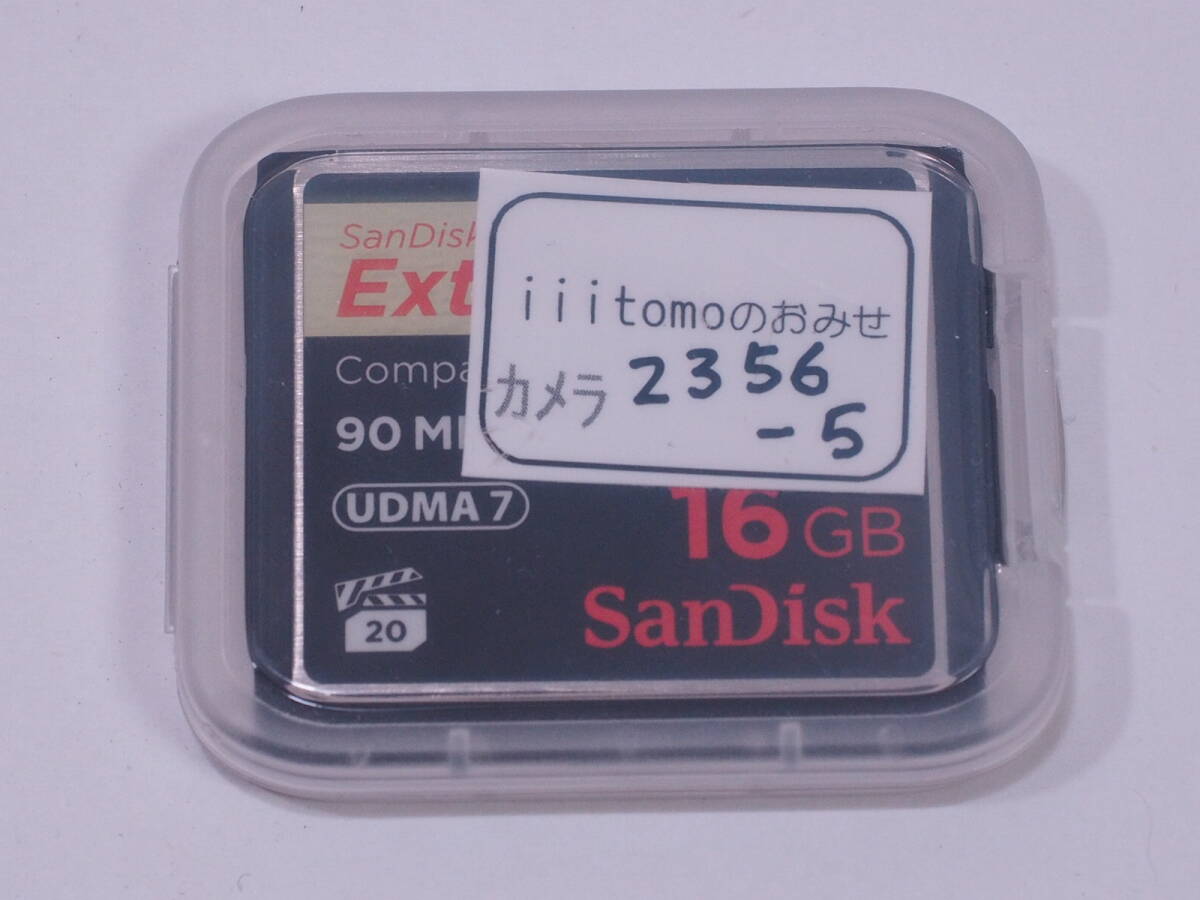 SanDisk
Ext
iiitomoのおみせ
カメラ 2356
-5
Compa
90 M
UDMA 7
16 GB
20
SanDisk